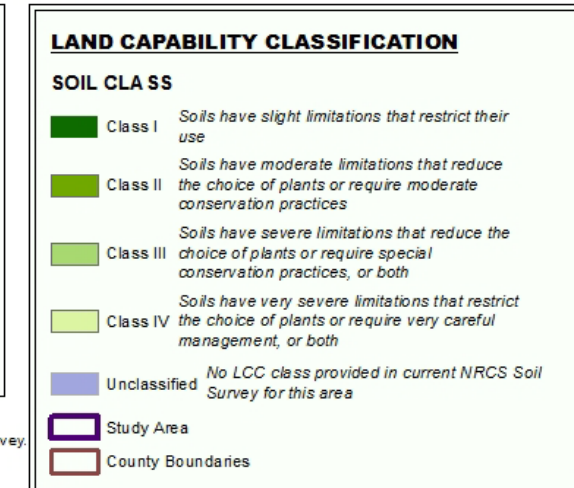 LAND CAPABILITY CLASSIFICATION
SOIL CLASS
Class I Soils have slight limitations that restrict their
use
Soils have moderate limitations that reduce
Class II the choice of plants or require moderate
conservation practices
Soils have severe limitations that reduce the
Class III choice of plants or require special
conservation practices, or both
Soils have very severe limitations that restrict
Class IV the choice of plants or require very careful
management, or both
Unclassified No LCC class provided in current NRCS Soil
Survey for this area
Study Area
vey.
County Boundaries